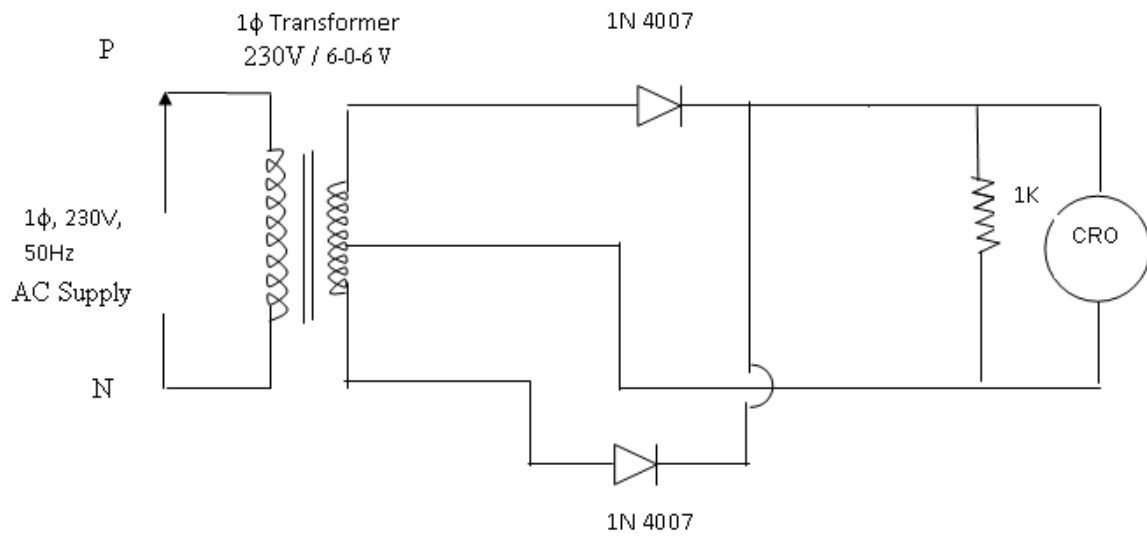 1ϕ Transformer
230V / 6-0-6 V
1N 4007
P
1ϕ, 230V,
50Hz
AC Supply
N
1K
CRO
1N 4007